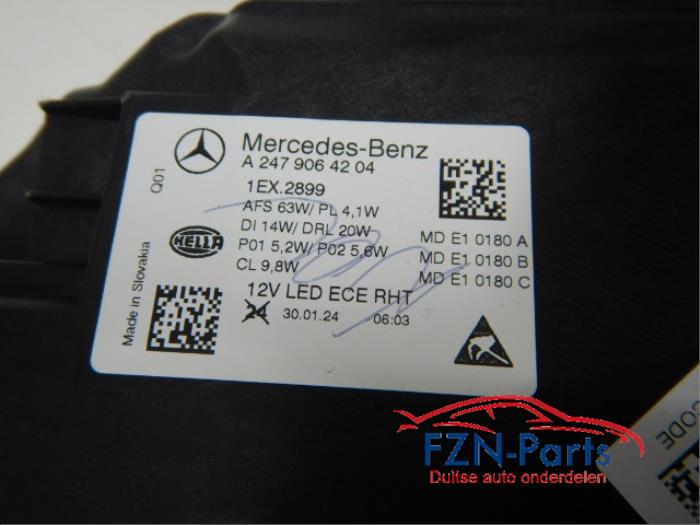 Mercedes-Benz
A 247 906 42 04
Q01
1EX.2899
AFS 63W/ PL 4,1W
DI 14W/ DRL 20W
P01 5,2W/ P02 5,6W
CL 9,8W
HELLA
MD E1 0180 A
MD E1 0180 B
MD E1 0180 C
Made in Slovakia
12V LED ECE RHT
24 30.01.24 06:03
CODE
FZN-Parts
Duitse auto onderdelen